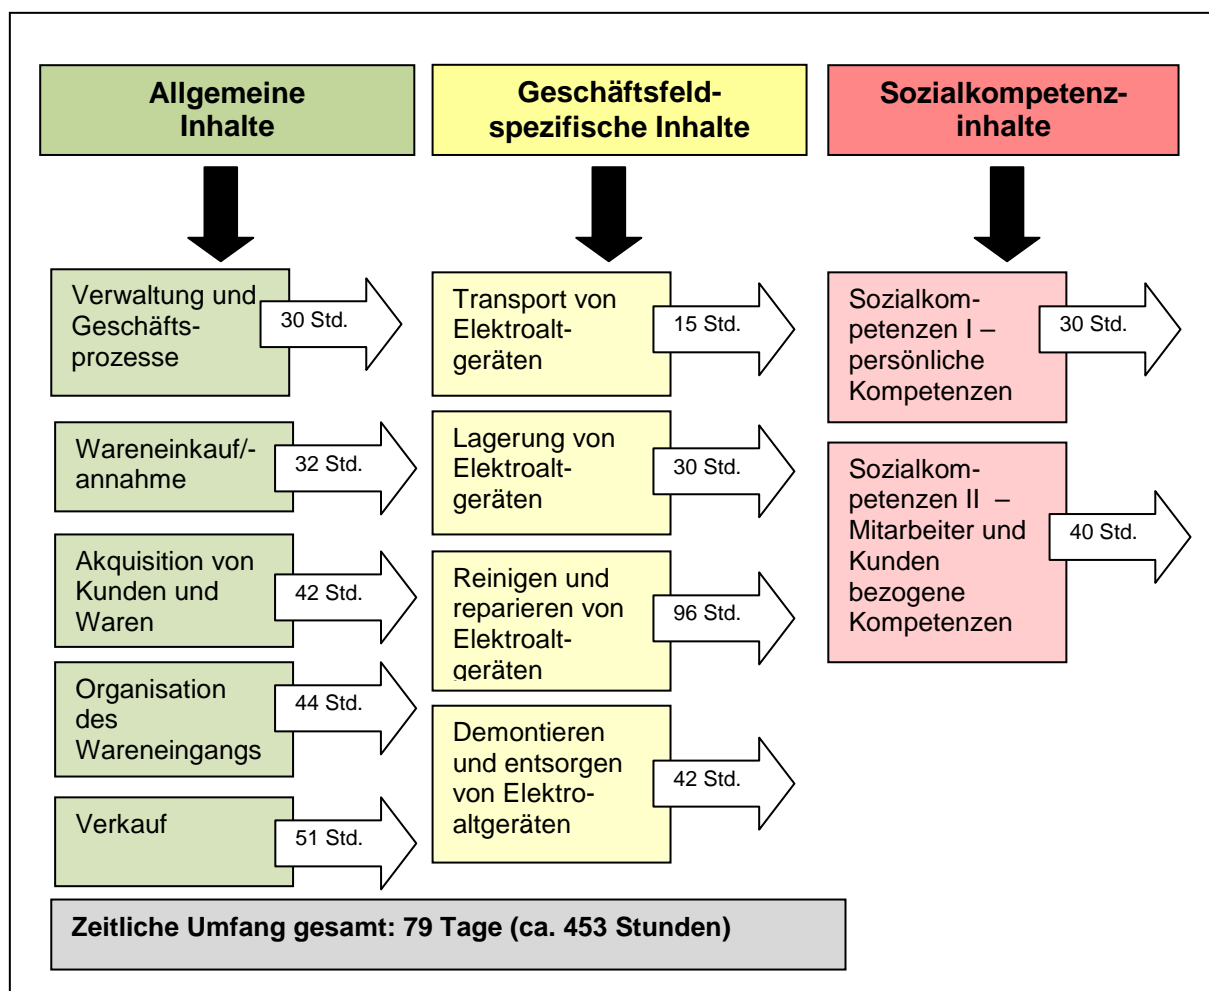 Allgemeine
Inhalte
Verwaltung und
Geschäfts-
prozesse
30 Std.
Wareneinkauf/-
annahme
32 Std.
Akquisition von
Kunden und
Waren
42 Std.
Organisation
des
Wareneingangs
44 Std.
Verkauf
51 Std.
Geschäftsfeld-
spezifische Inhalte
Transport von
Elektroalt-
geräten
15 Std.
Lagerung von
Elektroalt-
geräten
30 Std.
Reinigen und
reparieren von
Elektroalt-
geräten
96 Std.
Demontieren
und entsorgen
von Elektro-
altgeräten
42 Std.
Sozialkompetenz-
inhalte
Sozialkom-
petenzen I –
persönliche
Kompetenzen
30 Std.
Sozialkom-
petenzen II –
Mitarbeiter und
Kunden
bezogene
Kompetenzen
40 Std.
Zeitliche Umfang gesamt: 79 Tage (ca. 453 Stunden)